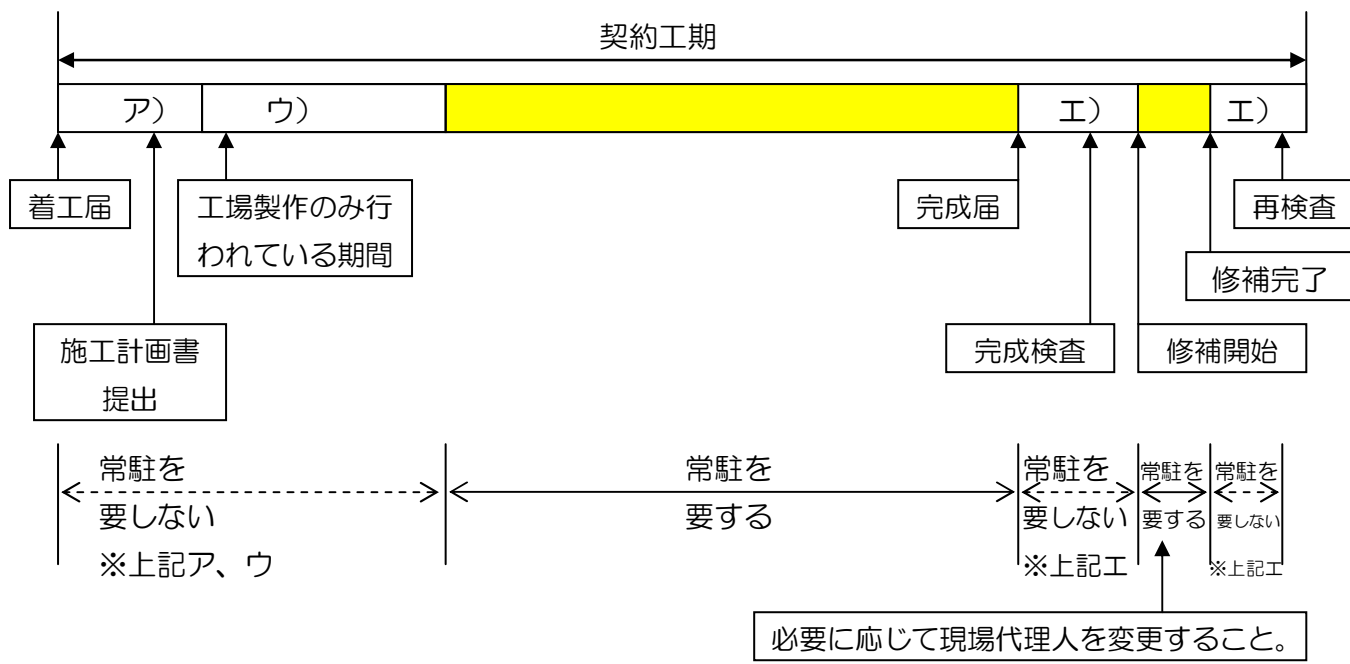 契約工期
ア)
ウ)
エ)
エ)
着工届
工場製作のみ行
われている期間
完成届
再検査
修補完了
施工計画書
提出
完成検査
修補開始
常駐を
要しない
※上記ア、ウ
常駐を
要する
常駐を
要しない
※上記エ
常駐を
要する
常駐を
要しない
※上記エ
必要に応じて現場代理人を変更すること。